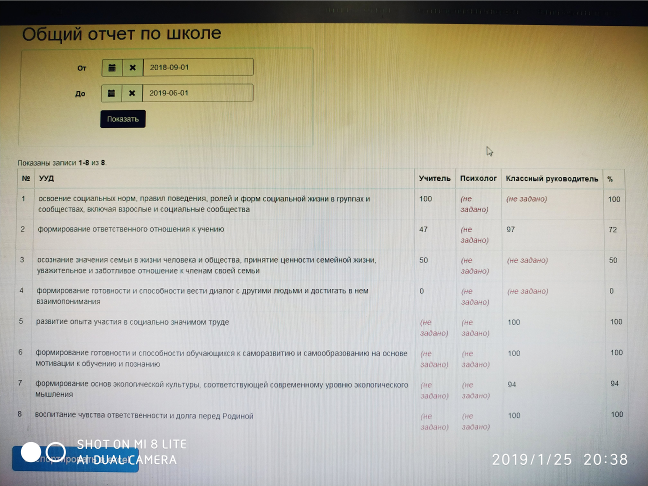 Общий отчет по школе
От 2018-09-01
До 2019-06-01
Показать
Показаны записи 1-8 из 8.
№ УУД Учитель Психолог Классный руководитель %
1 освоение социальных норм, правил поведения, ролей и форм социальной жизни в группах и 100 (не (не задано) 100
сообществах, включая взрослые и социальные сообщества задано)
2 формирование ответственного отношения к учению 47 (не 97 72
задано)
3 осознание значения семьи в жизни человека и общества, принятие ценности семейной жизни, 50 (не (не задано) 50
уважительное и заботливое отношение к членам своей семьи задано)
4 формирование готовности и способности вести диалог с другими людьми и достигать в нем 0 (не (не задано) 0
взаимопонимания задано)
5 развитие опыта участия в социально значимом труде (не (не 100 100
задано) задано)
6 формирование готовности и способности обучающихся к саморазвитию и самообразованию на основе (не (не 100 100
мотивации к обучению и познанию задано) задано)
7 формирование основ экологической культуры, соответствующей современному уровню экологического (не (не 94 94
мышления задано) задано)
8 воспитание чувства ответственности и долга перед Родиной (не (не 100 100
задано) задано)
SHOT ON MI 8 LITE
AI DUAL CAMERA
2019/1/25 20:38